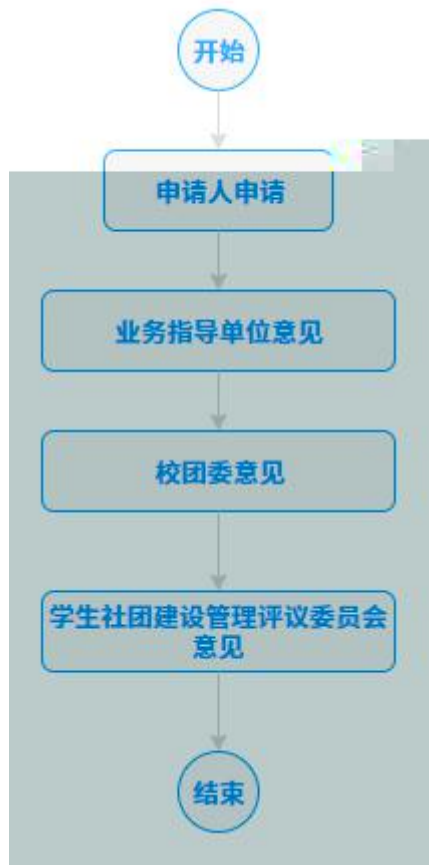 开始
申请人申请
业务指导单位意见
校团委意见
学生社团建设管理评议委员会
意见
结束